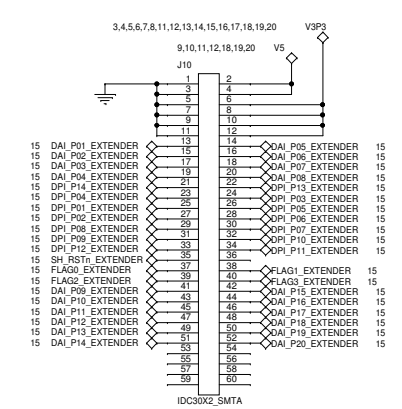 3,4,5,6,7,8,11,12,13,14,15,16,17,18,19,20 V3P3
9,10,11,12,18,19,20 V5
J10
1 2
3 4
5 6
7 8
9 10
11 12
15 DAI_P01_EXTENDER 13 14 DAI_P05_EXTENDER 15
15 DAI_P02_EXTENDER 15 16 DAI_P06_EXTENDER 15
15 DAI_P03_EXTENDER 17 18 DAI_P07_EXTENDER 15
15 DAI_P04_EXTENDER 19 20 DAI_P08_EXTENDER 15
15 DPI_P14_EXTENDER 21 22 DPI_P13_EXTENDER 15
15 DPI_P04_EXTENDER 23 24 DPI_P03_EXTENDER 15
15 DPI_P01_EXTENDER 25 26 DPI_P05_EXTENDER 15
15 DPI_P02_EXTENDER 27 28 DPI_P06_EXTENDER 15
15 DPI_P08_EXTENDER 29 30 DPI_P07_EXTENDER 15
15 DPI_P09_EXTENDER 31 32 DPI_P10_EXTENDER 15
15 DPI_P12_EXTENDER 33 34 DPI_P11_EXTENDER 15
15 SH_RSTn_EXTENDER 35 36
15 FLAG0_EXTENDER 37 38 FLAG1_EXTENDER 15
15 FLAG2_EXTENDER 39 40 FLAG3_EXTENDER 15
15 DAI_P09_EXTENDER 41 42 DAI_P15_EXTENDER 15
15 DAI_P10_EXTENDER 43 44 DAI_P16_EXTENDER 15
15 DAI_P11_EXTENDER 45 46 DAI_P17_EXTENDER 15
15 DAI_P12_EXTENDER 47 48 DAI_P18_EXTENDER 15
15 DAI_P13_EXTENDER 49 50 DAI_P19_EXTENDER 15
15 DAI_P14_EXTENDER 51 52 DAI_P20_EXTENDER 15
53 54
55 56
57 58
59 60
IDC30X2_SMTA